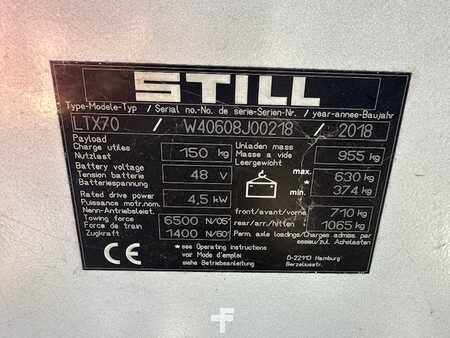 STILL
Type-Modele-Typ / Serial no.-No. de série-Serien-Nr. / year-annee-Baujahr
LTX70 / W40608J00218 / 2018
Payload
Charge utiles
Nutzlast
150 kg
Unladen mass
Masse a vide
Leergewicht
955 kg
Battery voltage
Tension batterie
Batteriespannung
48 V
* max. 630 kg
min. 374 kg
Rated drive power
Puissance motr.nom.
Nenn-Antriebsleist.
4,5 kW
front/avant/vorne 710 kg
rear/arr./hitten 1065 kg
Towing force
Force de train
Zugkraft
6500 N/05'
1400 N/60'
Perm. axle loadings/Charges admiss. par
essieu/zul. Achslasten
CE
* see Operating instructions
voir Mode d'emploi
siehe Betriebsanleitung
D-22113 Hamburg
Berzeliusstr.